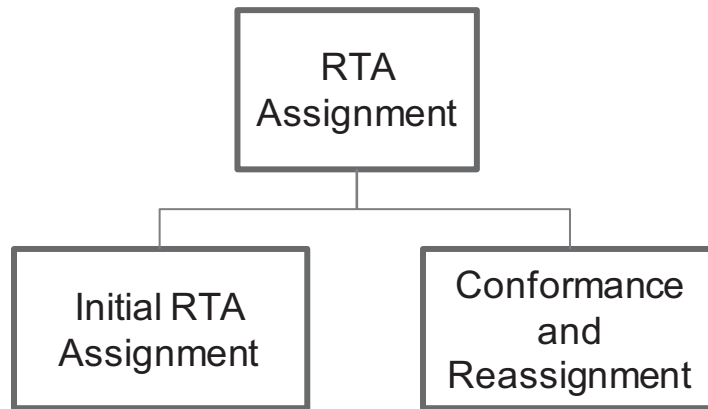 RTA
Assignment
Initial RTA
Assignment
Conformance
and
Reassignment